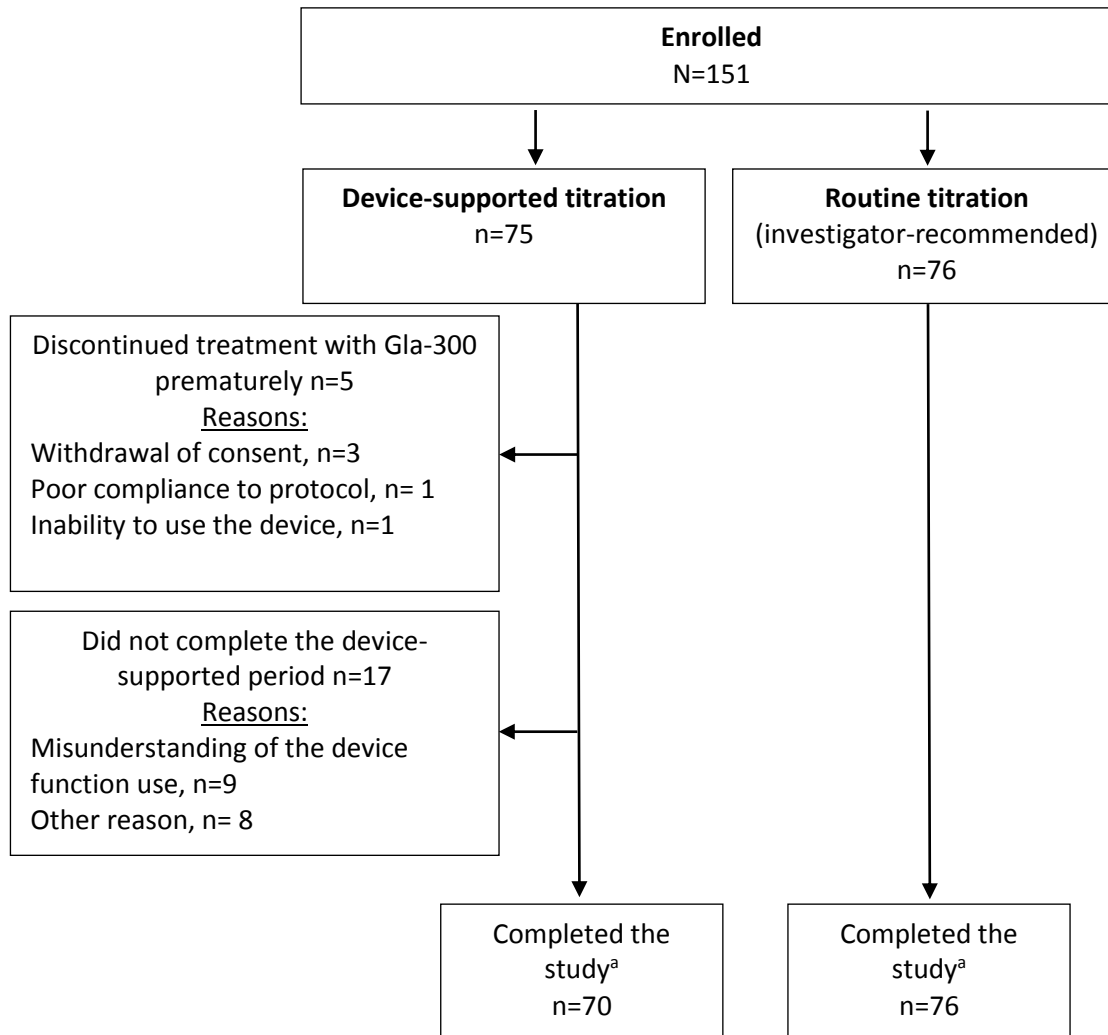 Enrolled
N=151
Device-supported titration
n=75
Routine titration
(investigator-recommended)
n=76
Discontinued treatment with Gla-300
prematurely n=5
Reasons:
Withdrawal of consent, n=3
Poor compliance to protocol, n= 1
Inability to use the device, n=1
Did not complete the device-
supported period n=17
Reasons:
Misunderstanding of the device
function use, n=9
Other reason, n= 8
Completed the
studyᵃ
n=70
Completed the
studyᵃ
n=76